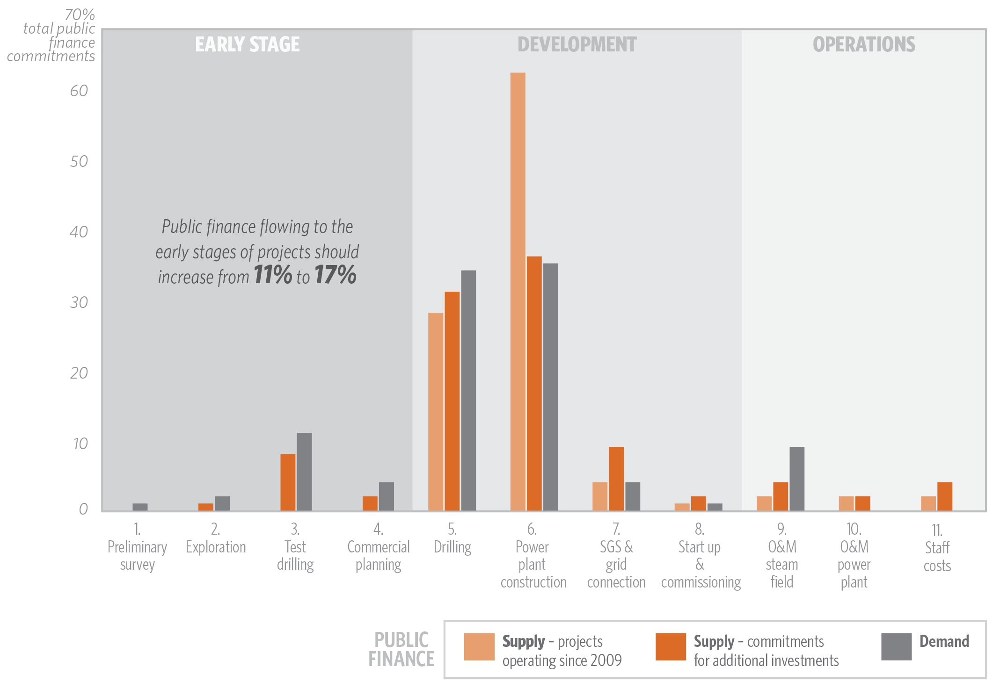 70%
total public
finance
commitments
60
50
40
30
20
10
0
EARLY STAGE
DEVELOPMENT
OPERATIONS
Public finance flowing to the
early stages of projects should
increase from 11% to 17%
1.
Preliminary
survey
2.
Exploration
3.
Test
drilling
4.
Commercial
planning
5.
Drilling
6.
Power
plant
construction
7.
SGS &
grid
connection
8.
Start up
&
commissioning
9.
O&M
steam
field
10.
O&M
power
plant
11.
Staff
costs
PUBLIC
FINANCE
Supply – projects
operating since 2009
Supply – commitments
for additional investments
Demand